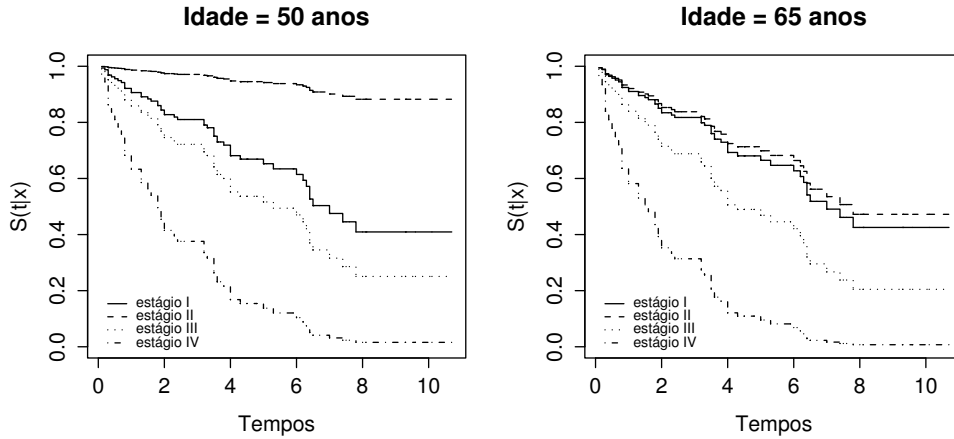 Idade = 50 anos
S(t|x)
1.0
0.8
0.6
0.4
0.2
0.0
estágio I
estágio II
estágio III
estágio IV
0 2 4 6 8 10
Tempos
Idade = 65 anos
S(t|x)
1.0
0.8
0.6
0.4
0.2
0.0
estágio I
estágio II
estágio III
estágio IV
0 2 4 6 8 10
Tempos